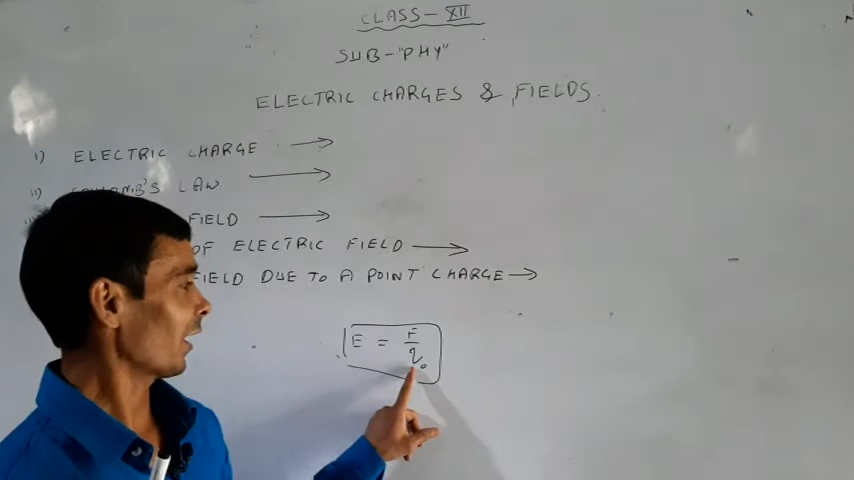 CLASS-XII
SUB-"PHY"
ELECTRIC CHARGES & FIELDS.
i) ELECTRIC CHARGE →
ii) LAW →
FIELD →
OF ELECTRIC FIELD →
FIELD DUE TO A POINT CHARGE →
E = F/q₀